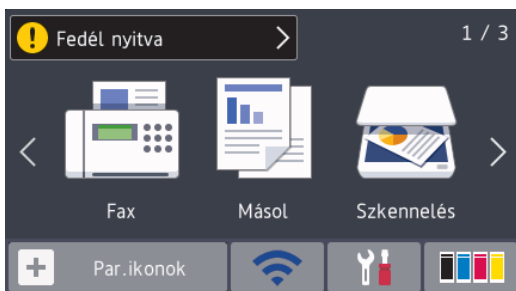 Fedél nyitva
1 / 3
Fax
Másol
Szkennelés
Par.ikonok